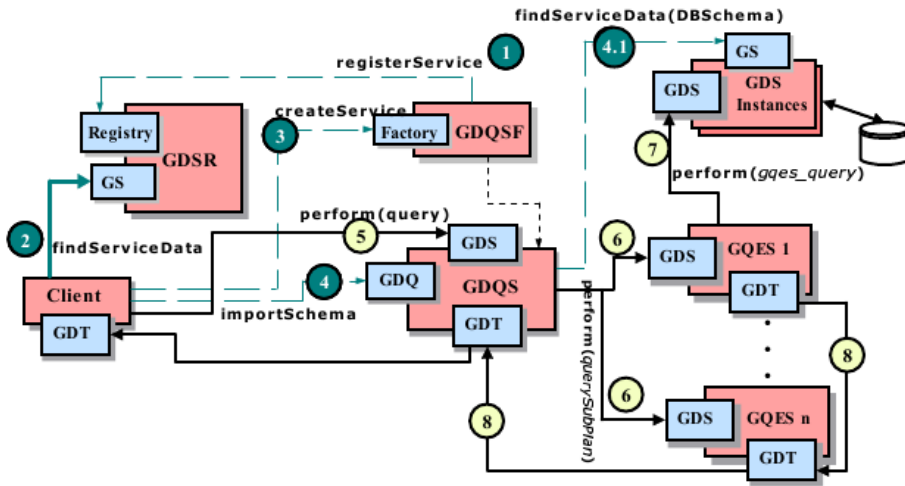 findServiceData(DBSchema)
1
4.1
GS
registerService
GDS
GDS
Instances
createService
Registry
3
Factory
GDQSF
GDSR
7
GS
perform(gqes_query)
perform(query)
2
5
6
findServiceData
GDS
GDS
GQES 1
Client
4
GDQ
GDQS
GDT
importSchema
GDT
GDT
perform(querySubPlan)
8
6
8
GDS
GQES n
GDT